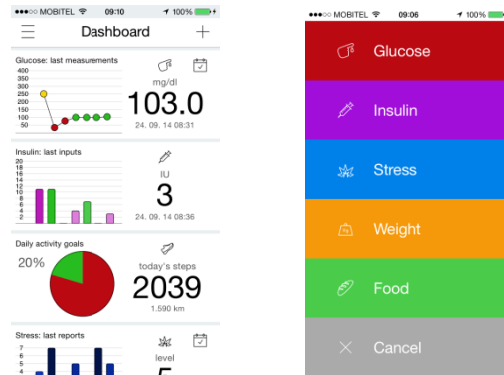 MOBITEL 09:10 100%
Dashboard
Glucose: last measurements
400
350
300
250
200
150
100
50
mg/dl
103.0
24. 09. 14 08:31
Insulin: last inputs
20
18
16
14
12
10
8
6
4
2
IU
3
24. 09. 14 08:36
Daily activity goals
20%
today's steps
2039
1.590 km
Stress: last reports
7
6
5
4
level
MOBITEL 09:06 100%
Glucose
Insulin
Stress
Weight
Food
Cancel